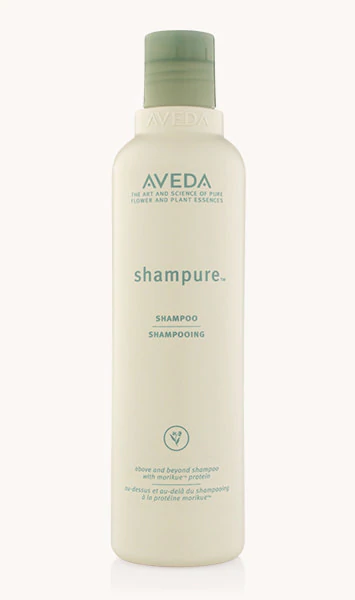 AVEDA
AVEDA
THE ART AND SCIENCE OF PURE
FLOWER AND PLANT ESSENCES
shampure™
SHAMPOO
SHAMPOOING
above and beyond shampoo
with morikue™ protein
au-dessus et au-delà du shampooing
à la protéine morikue™